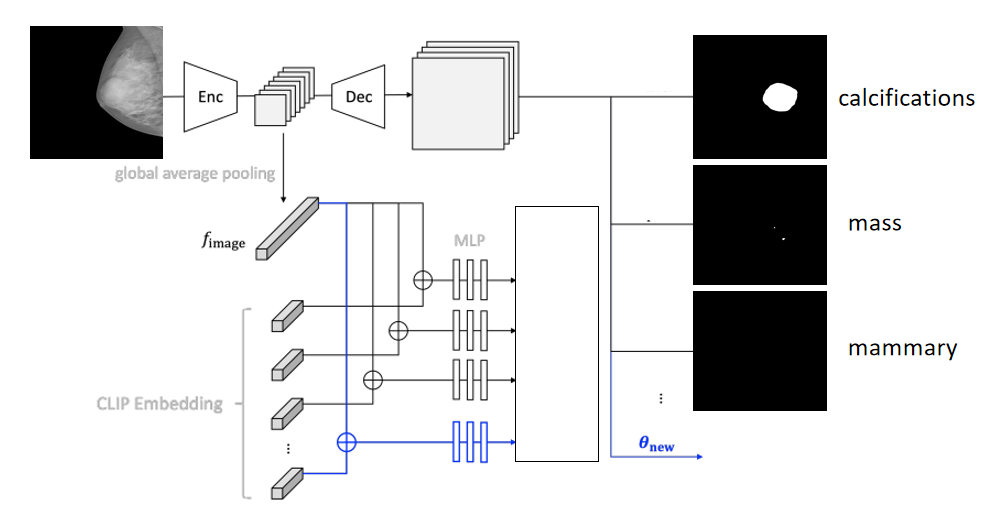 Enc
Dec
calcifications
global average pooling
f_image
MLP
mass
mammary
CLIP Embedding
⋮
⋮
θ_new